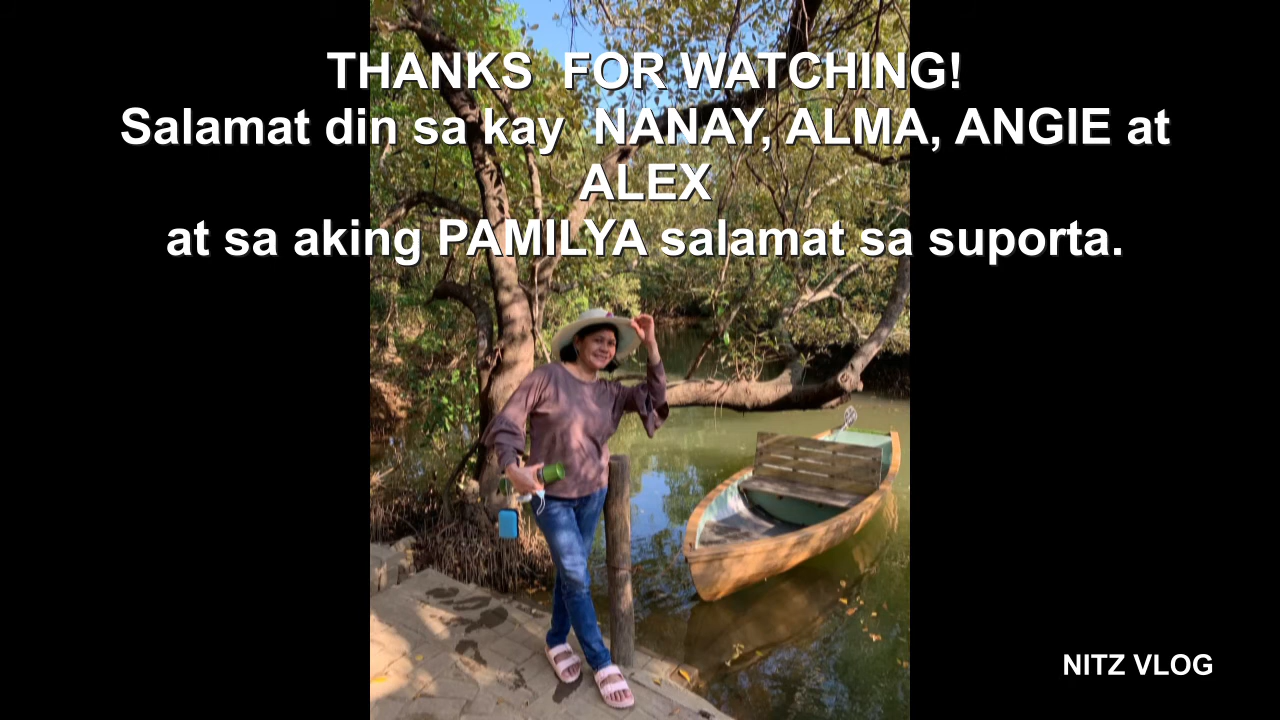 THANKS FOR WATCHING!
Salamat din sa kay NANAY, ALMA, ANGIE at
ALEX
at sa aking PAMILYA salamat sa suporta.
NITZ VLOG